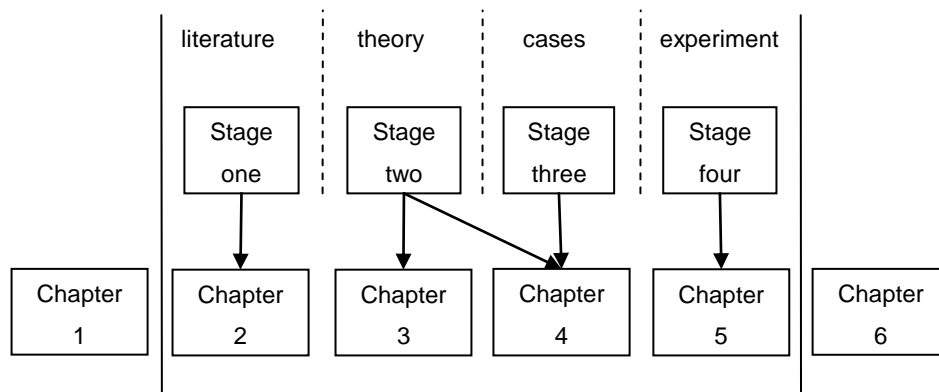 literature
theory
cases
experiment
Stage
one
Stage
two
Stage
three
Stage
four
Chapter
1
Chapter
2
Chapter
3
Chapter
4
Chapter
5
Chapter
6